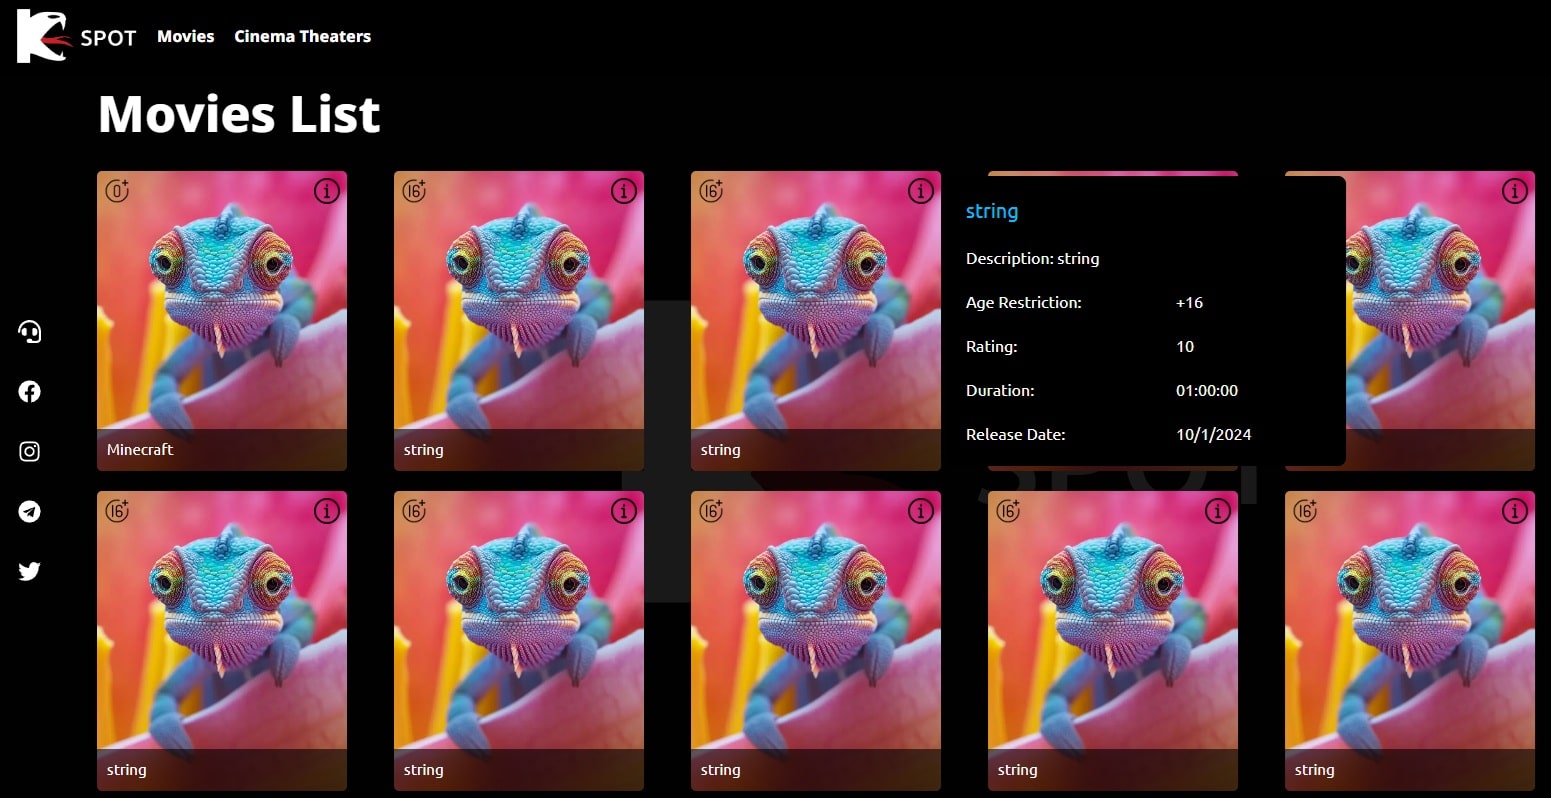 SPOT Movies Cinema Theaters
Movies List
0+
16+
16+
string
Description: string
Age Restriction: +16
Rating: 10
Duration: 01:00:00
Release Date: 10/1/2024
Minecraft
string
string
SPOT
16+
16+
16+
16+
16+
string
string
string
string
string